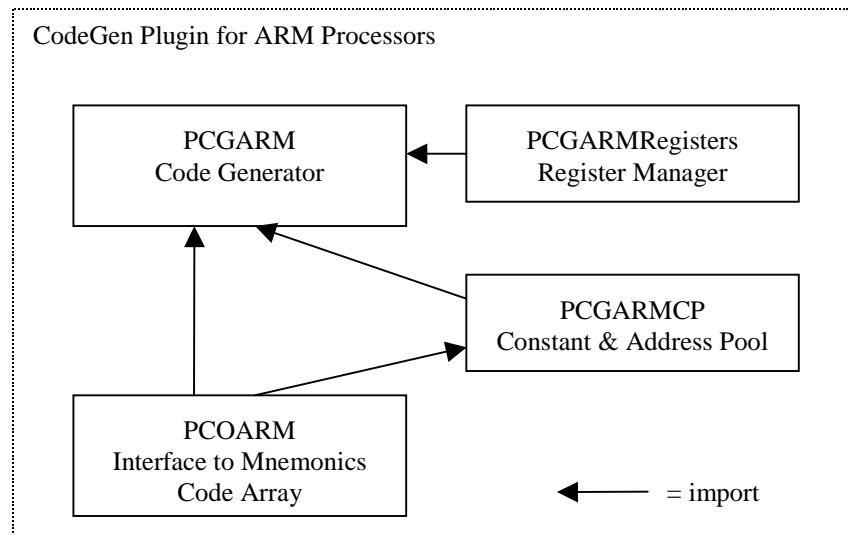 CodeGen Plugin for ARM Processors
PCGARM
Code Generator
PCGARMRegisters
Register Manager
PCGARMCP
Constant & Address Pool
PCOARM
Interface to Mnemonics
Code Array
= import